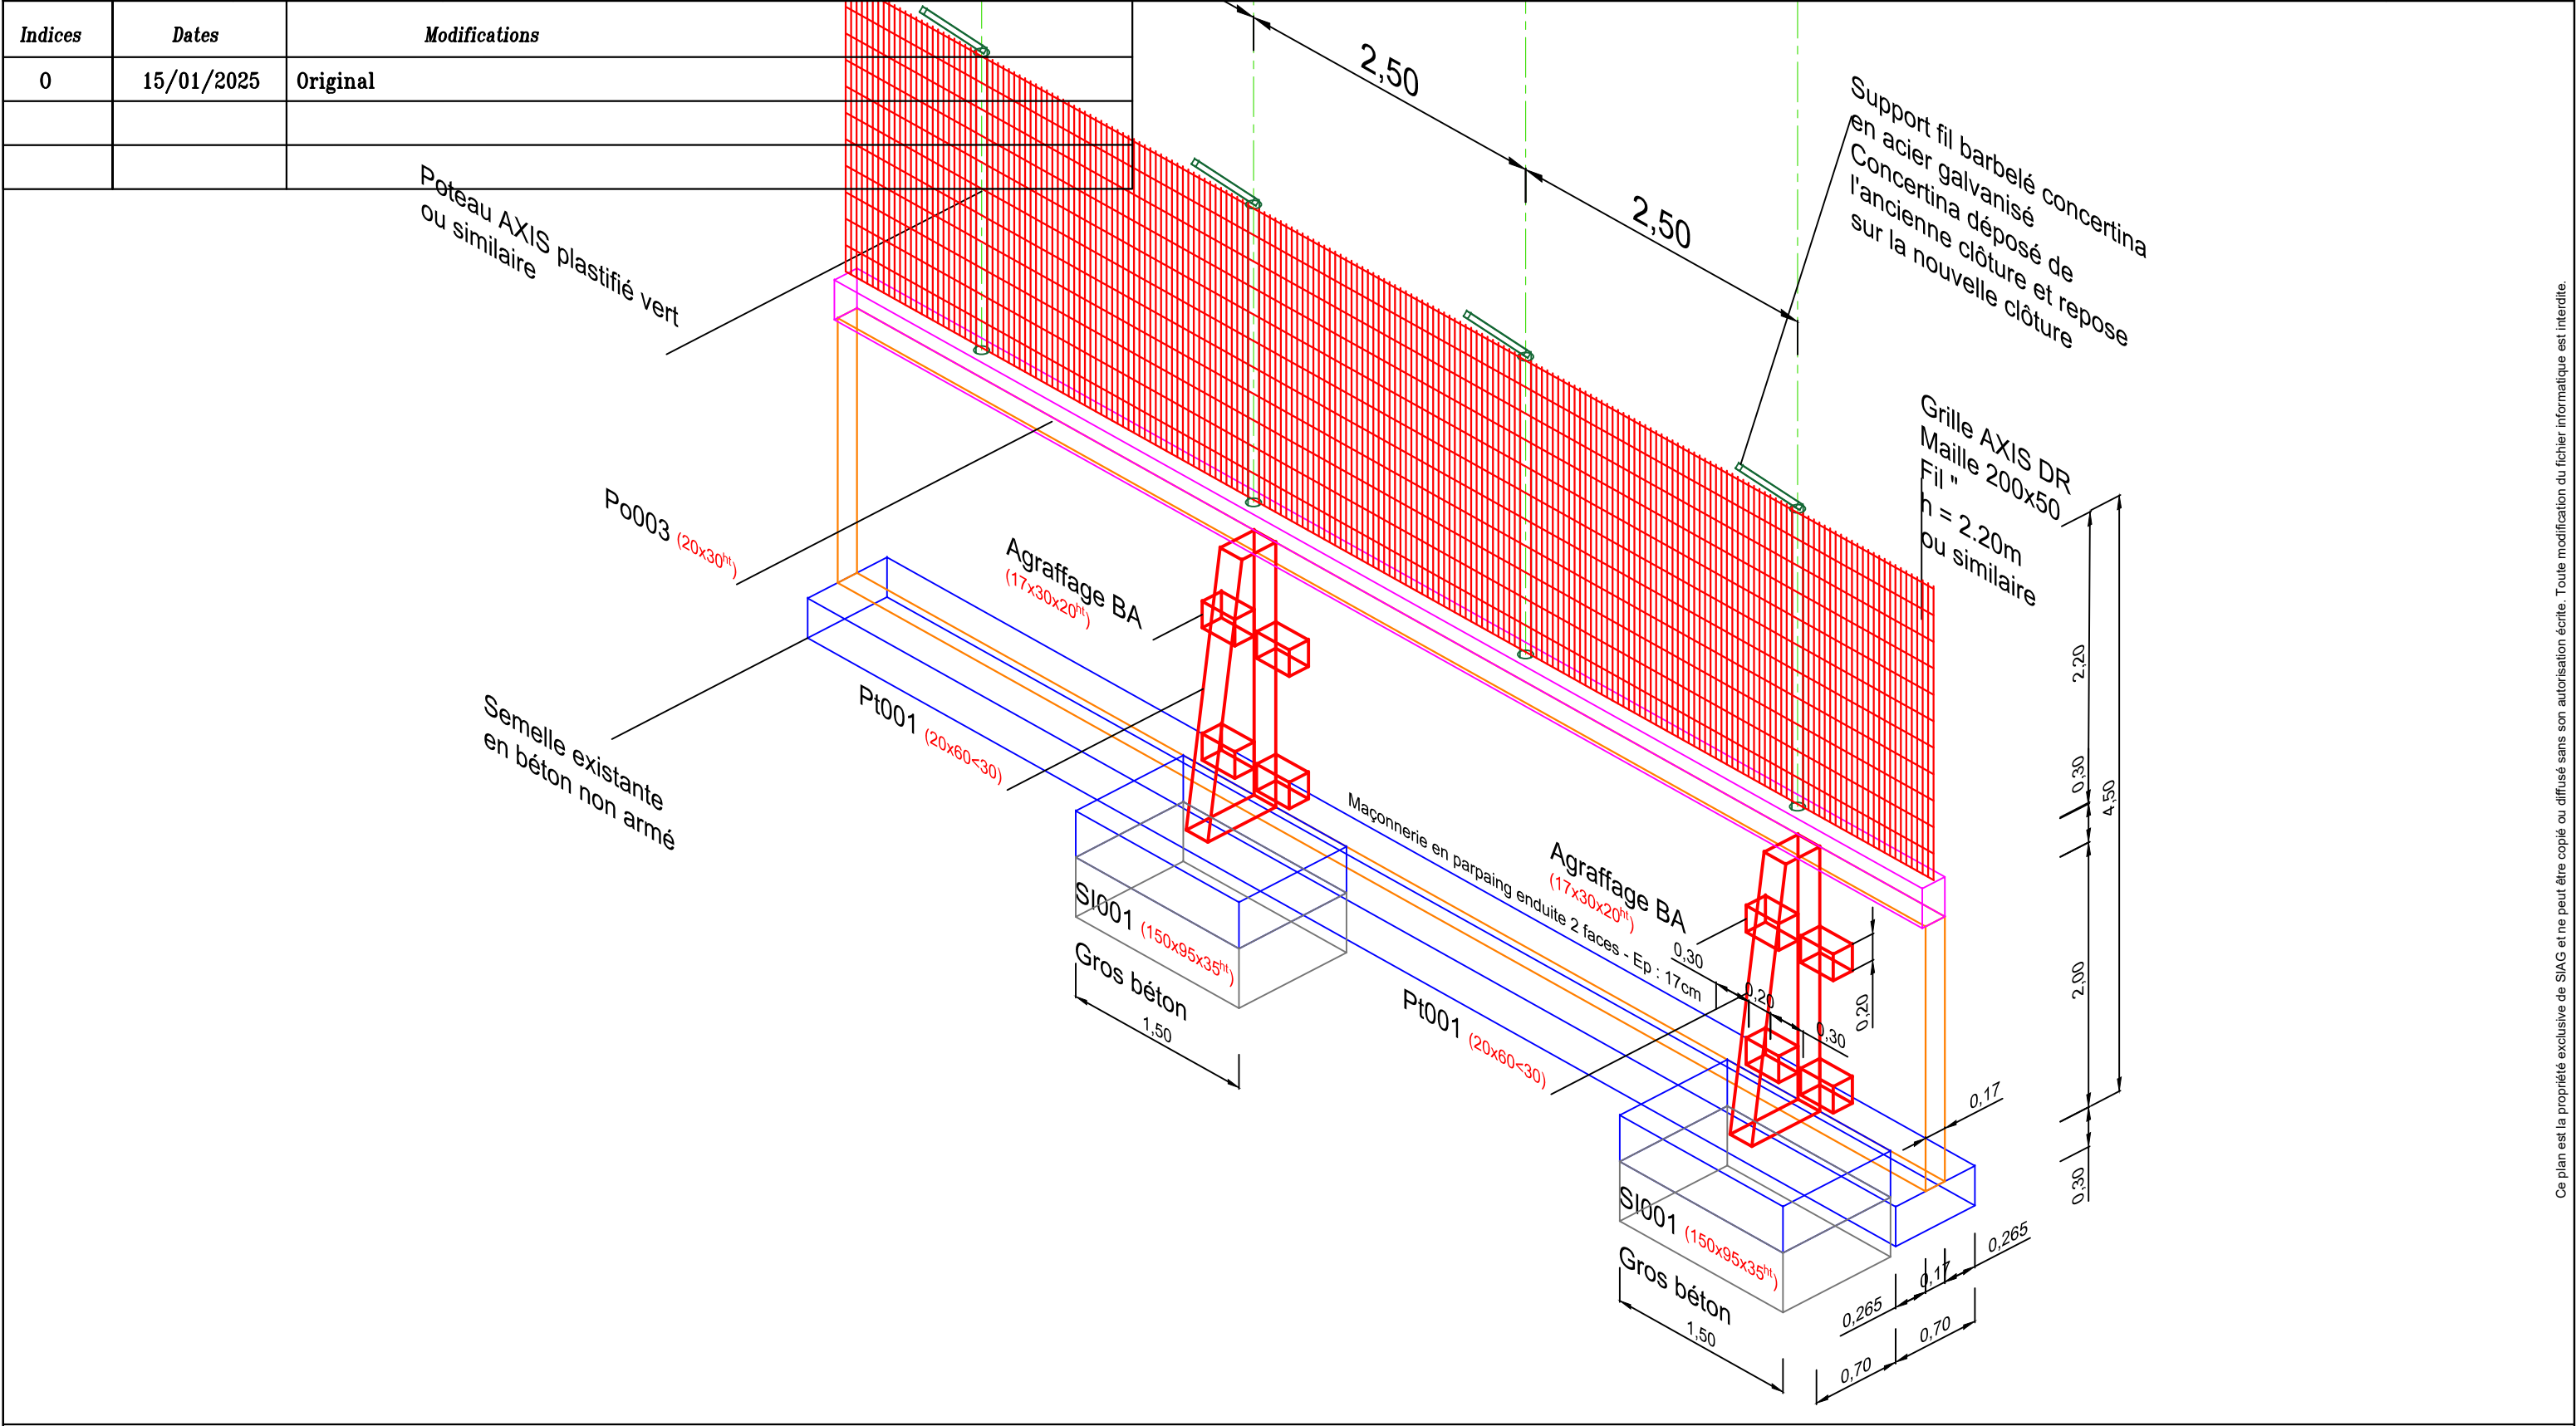 Indices Dates Modifications
0 15/01/2025 Original
2,50
2,50
Support fil barbelé concertina
en acier galvanisé
Concertina déposé de
l'ancienne clôture et repose
sur la nouvelle clôture
Poteau AXIS plastifié vert
ou similaire
Grille AXIS DR
Maille 200x50
Fil "
h = 2.20m
ou similaire
Po003 (20x30ht)
Agraffage BA
(17x30x20ht)
Semelle existante
en béton non armé
Pt001 (20x60<30)
Maçonnerie en parpaing enduite 2 faces - Ep : 17cm
Sl001 (150x95x35ht)
Gros béton
1,50
Agraffage BA
(17x30x20ht)
0,30
0,20
0,30
0,20
Pt001 (20x60<30)
Sl001 (150x95x35ht)
Gros béton
1,50
2,20
0,30
4,50
2,00
0,30
0,17
0,265
0,17
0,265
0,70
0,70
Ce plan est la propriété exclusive de SIAG et ne peut être copié ou diffusé sans son autorisation écrite. Toute modification du fichier informatique est interdite.